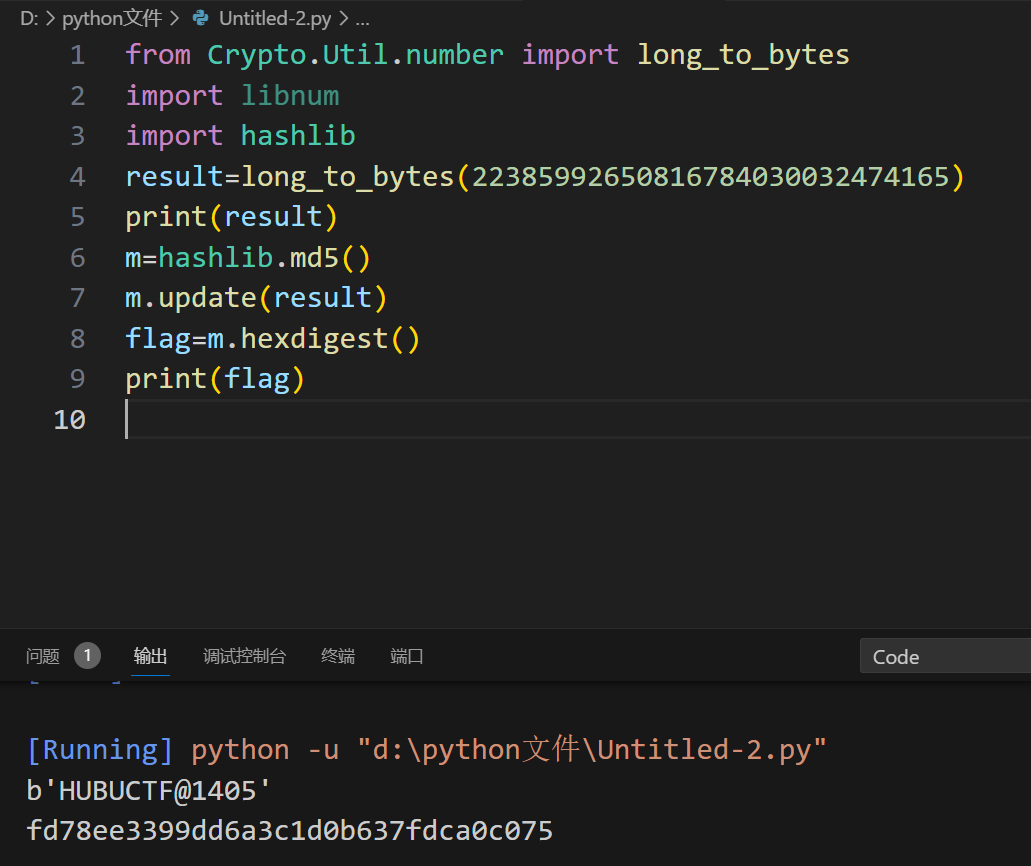 D: > python文件 > Untitled-2.py > ...
1 from Crypto.Util.number import long_to_bytes
2 import libnum
3 import hashlib
4 result=long_to_bytes(22385992650816784030032474165)
5 print(result)
6 m=hashlib.md5()
7 m.update(result)
8 flag=m.hexdigest()
9 print(flag)
10
问题 1 输出 调试控制台 终端 端口 Code
[Running] python -u "d:\python文件\Untitled-2.py"
b'HUBUCTF@1405'
fd78ee3399dd6a3c1d0b637fdca0c075